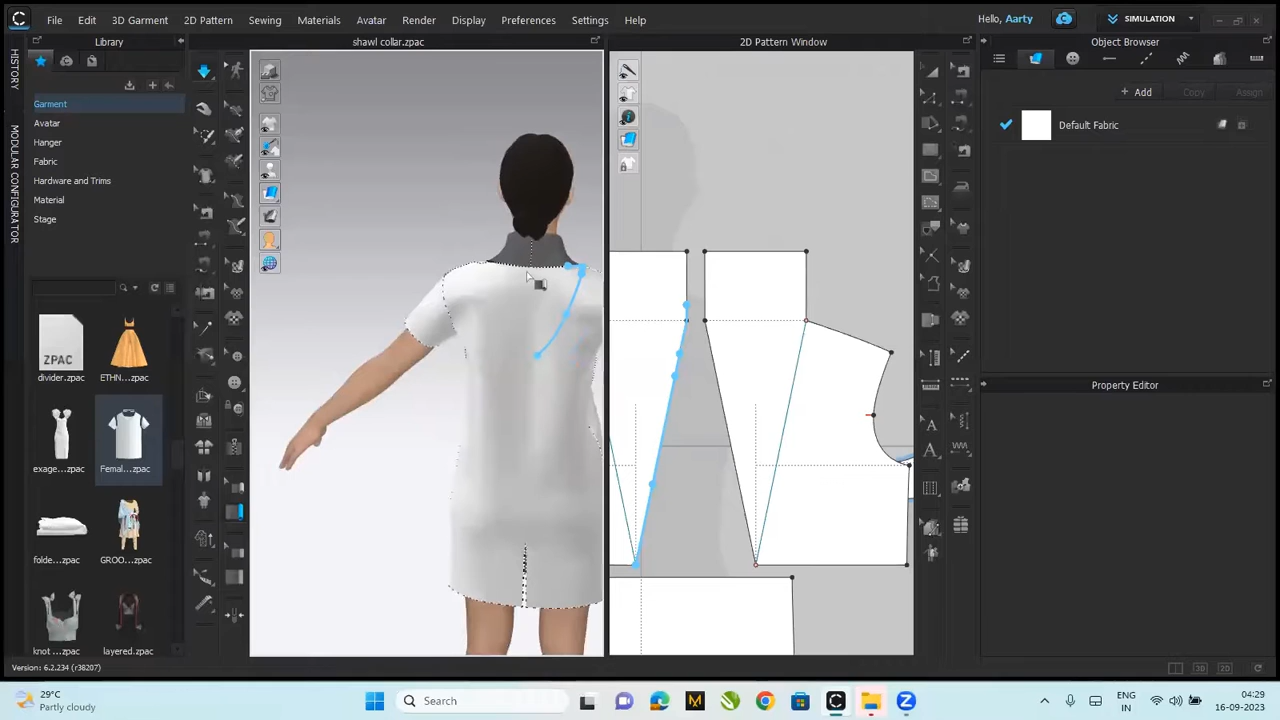 File Edit 3D Garment 2D Pattern Sewing Materials Avatar Render Display Preferences Settings Help
Hello, Aarty SIMULATION
HISTORY
MODULAR CONFIGURATOR
Library
shawl collar.zpac
2D Pattern Window
Object Browser
Garment
Avatar
Hanger
Fabric
Hardware and Trims
Material
Stage
+ Add Copy Assign
Default Fabric
Property Editor
ZPAC
divider.zpac ETHN...zpac
exage...zpac Femal...zpac
folde...zpac GROO...zpac
knot ...zpac layered.zpac
A
A
Version: 6.2.234 (r38207)
3D 2D
29°C
Partly cloudy
Search
ENG
IN
04:29
16-09-2023